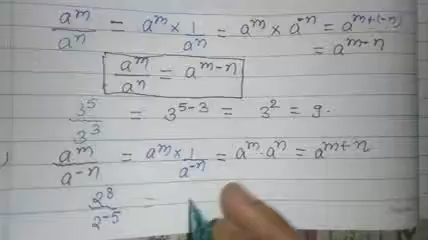 a^m/a^n = a^m × 1/a^n = a^m × a^-n = a^m+(-n)
= a^m-n
a^m/a^n = a^m-n
3^5/3^3 = 3^5-3 = 3^2 = 9.
a^m/a^-n = a^m × 1/a^-n = a^m · a^n = a^m+n
2^8/2^-5 =